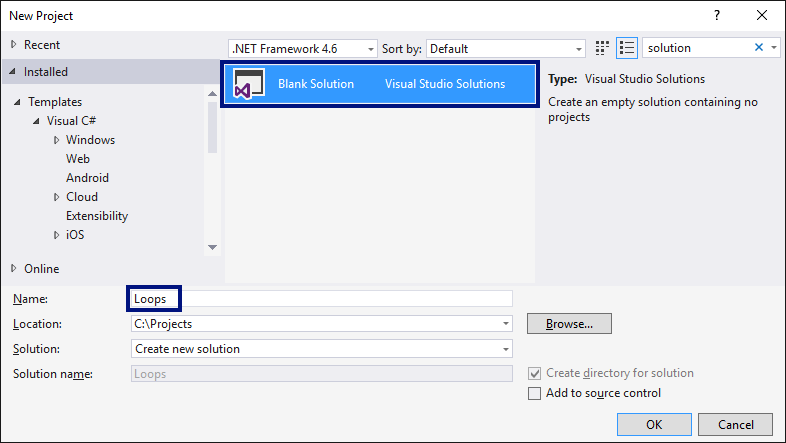 New Project
?
Recent
.NET Framework 4.6
Sort by: Default
solution
Installed
Templates
Visual C#
Windows
Web
Android
Cloud
Extensibility
iOS
Online
Blank Solution
Visual Studio Solutions
Type: Visual Studio Solutions
Create an empty solution containing no
projects
Name: Loops
Location: C:\Projects
Browse...
Solution: Create new solution
Solution name: Loops
Create directory for solution
Add to source control
OK
Cancel